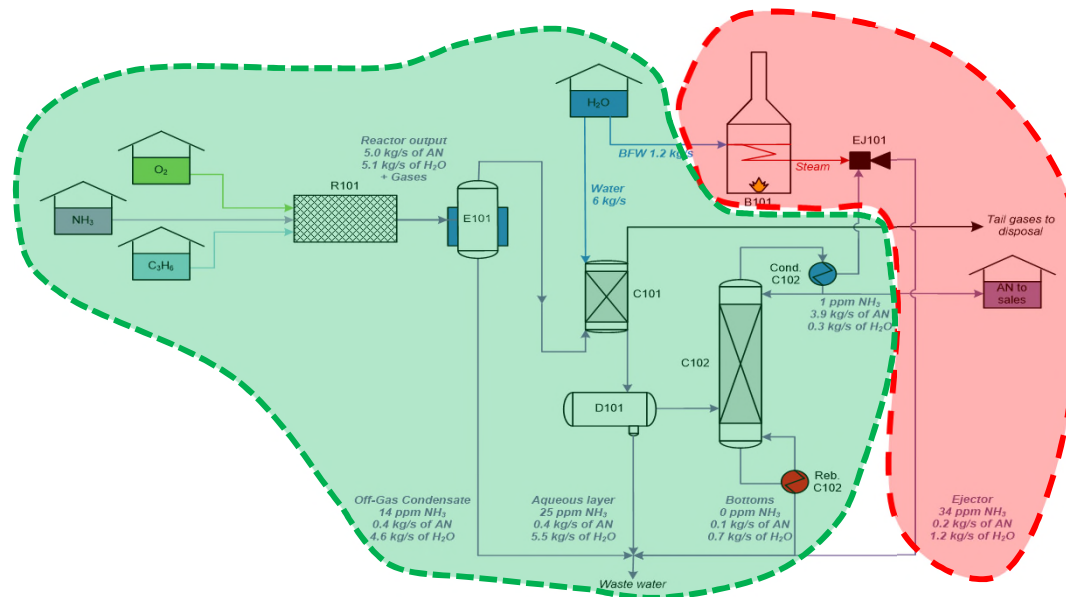 H₂O
O₂
Reactor output
5.0 kg/s of AN
5.1 kg/s of H₂O
+ Gases
R101
E101
NH₃
C₃H₆
BFW 1.2 kg/s
Steam
EJ101
B101
Water
6 kg/s
Tail gases to
disposal
C101
Cond.
C102
AN to
sales
1 ppm NH₃
3.9 kg/s of AN
0.3 kg/s of H₂O
C102
D101
Reb.
C102
Off-Gas Condensate
14 ppm NH₃
0.4 kg/s of AN
4.6 kg/s of H₂O
Aqueous layer
25 ppm NH₃
0.4 kg/s of AN
5.5 kg/s of H₂O
Bottoms
0 ppm NH₃
0.1 kg/s of AN
0.7 kg/s of H₂O
Ejector
34 ppm NH₃
0.2 kg/s of AN
1.2 kg/s of H₂O
Waste water